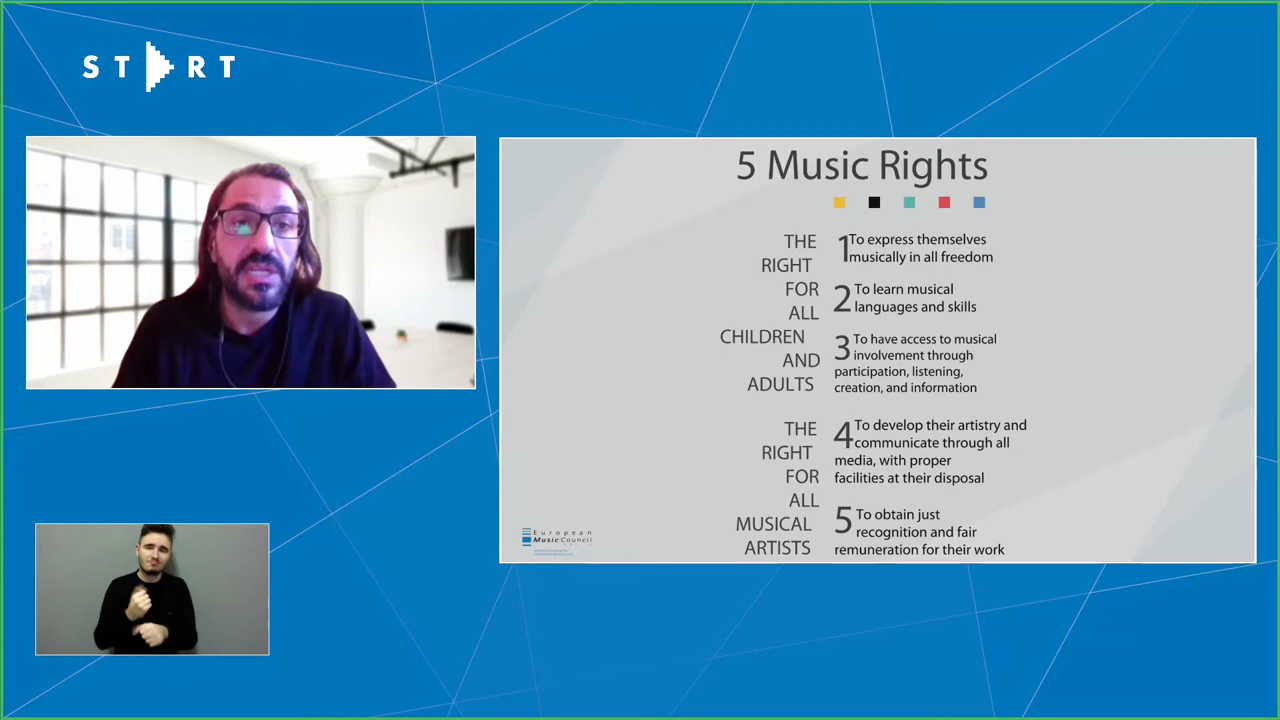 START
5 Music Rights
THE
RIGHT
FOR
ALL
CHILDREN
AND
ADULTS
1 To express themselves
musically in all freedom
2 To learn musical
languages and skills
3 To have access to musical
involvement through
participation, listening,
creation, and information
THE
RIGHT
FOR
ALL
MUSICAL
ARTISTS
4 To develop their artistry and
communicate through all
media, with proper
facilities at their disposal
5 To obtain just
recognition and fair
remuneration for their work
European
MusicCouncil